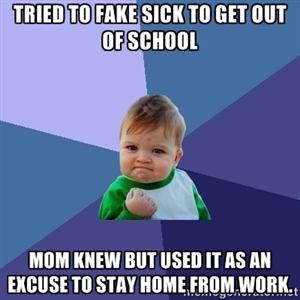 TRIED TO FAKE SICK TO GET OUT
OF SCHOOL
MOM KNEW BUT USED IT AS AN
EXCUSE TO STAY HOME FROM WORK.